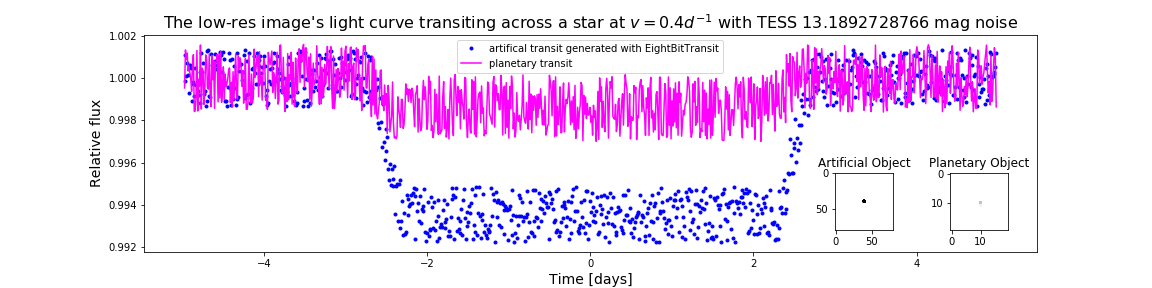 The low-res image's light curve transiting across a star at v = 0.4d⁻¹ with TESS 13.1892728766 mag noise
artifical transit generated with EightBitTransit
planetary transit
Relative flux
1.002
1.000
0.998
0.996
0.994
0.992
Artificial Object
0
50
0 50
Planetary Object
0
10
0 10
−4 −2 0 2 4
Time [days]